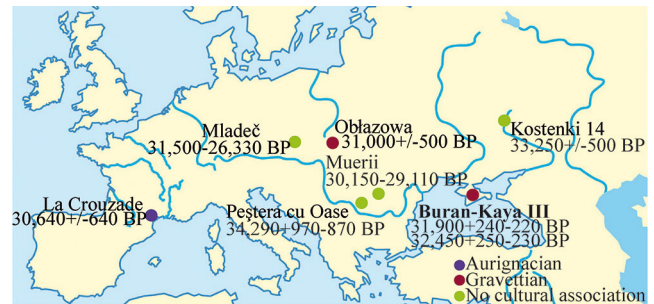 Mladeč
31,500-26,330 BP
Obłazowa
31,000+/-500 BP
Kostenki 14
33,250+/-500 BP
Muerii
30,150-29,110 BP
La Crouzade
30,640+/-640 BP
Peştera cu Oase
34,290+970-870 BP
Buran-Kaya III
31,900+240-220 BP
32,450+250-230 BP
Aurignacian
Gravettian
No cultural association